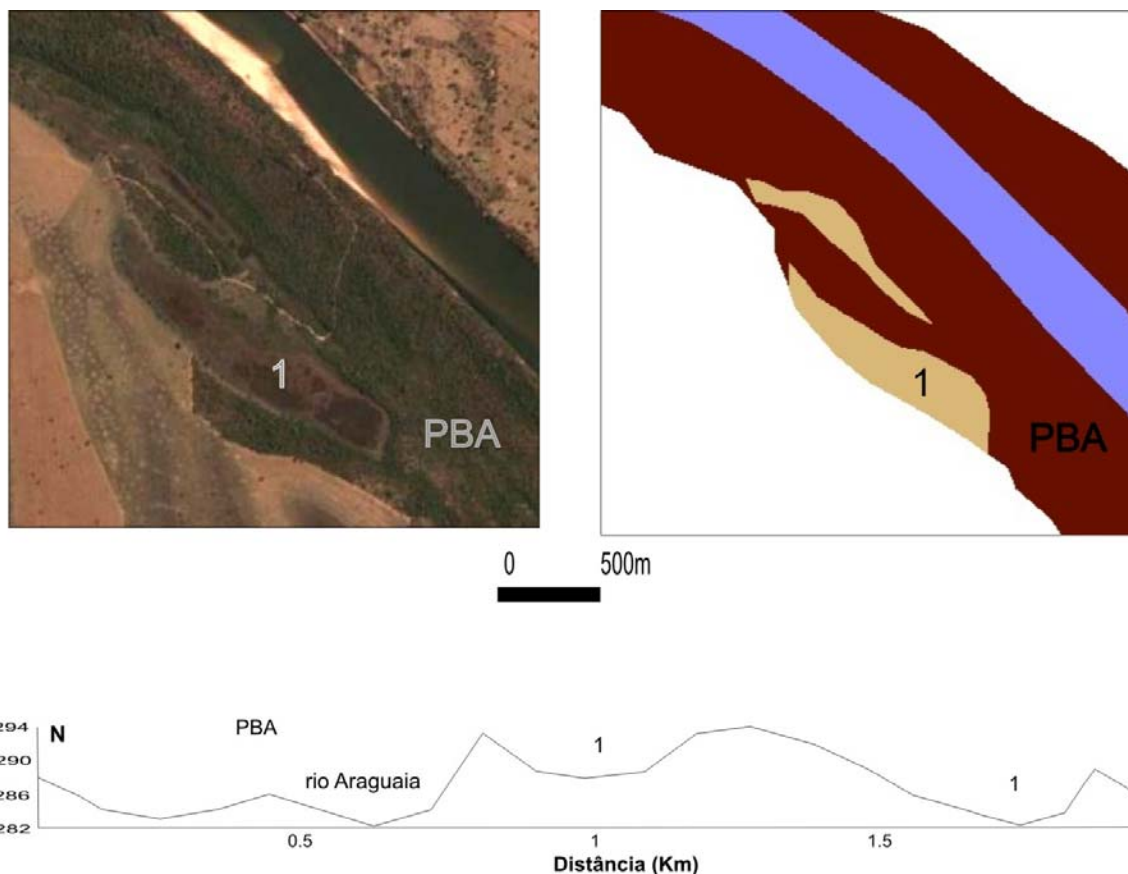 1
PBA
1
PBA
0 500m
294 N PBA 1
290
rio Araguaia
286 1
282
0.5 1 1.5
Distância (Km)